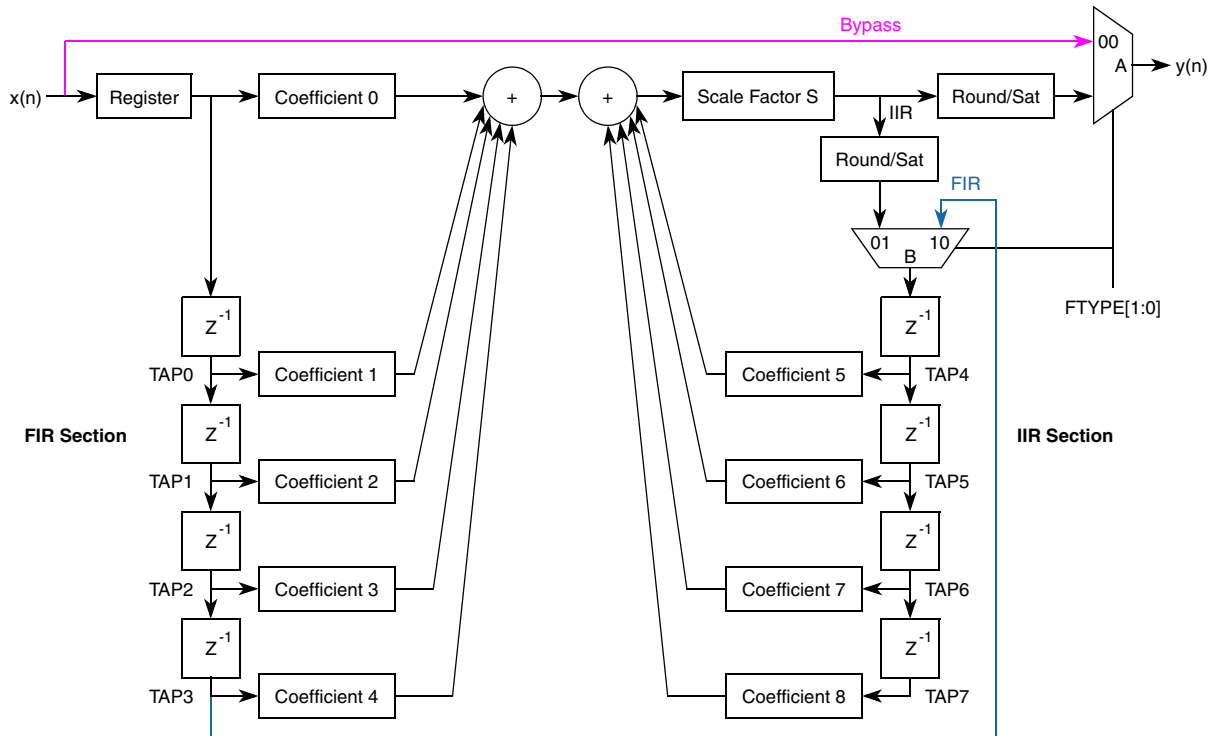 Bypass
00
A
x(n)
Register
Coefficient 0
+
+
Scale Factor S
IIR
Round/Sat
y(n)
Round/Sat
FIR
01
10
B
FTYPE[1:0]
Z-1
Z-1
TAP0
Coefficient 1
Coefficient 5
TAP4
FIR Section
Z-1
Z-1
IIR Section
TAP1
Coefficient 2
Coefficient 6
TAP5
Z-1
Z-1
TAP2
Coefficient 3
Coefficient 7
TAP6
Z-1
Z-1
TAP3
Coefficient 4
Coefficient 8
TAP7